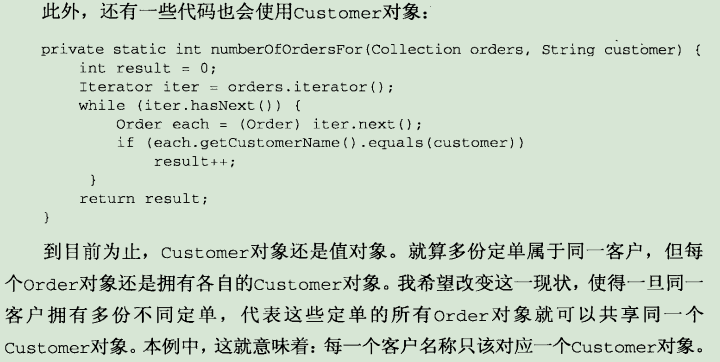 此外，还有一些代码也会使用Customer对象：
private static int numberOfOrdersFor(Collection orders, String customer) {
    int result = 0;
    Iterator iter = orders.iterator();
    while (iter.hasNext()) {
        Order each = (Order) iter.next();
        if (each.getCustomerName().equals(customer))
            result++;
     }
    return result;
}
到目前为止，Customer对象还是值对象。就算多份定单属于同一客户，但每
个Order对象还是拥有各自的Customer对象。我希望改变这一现状，使得一旦同一
客户拥有多份不同定单，代表这些定单的所有Order对象就可以共享同一个
Customer对象。本例中，这就意味着：每一个客户名称只该对应一个Customer对象。